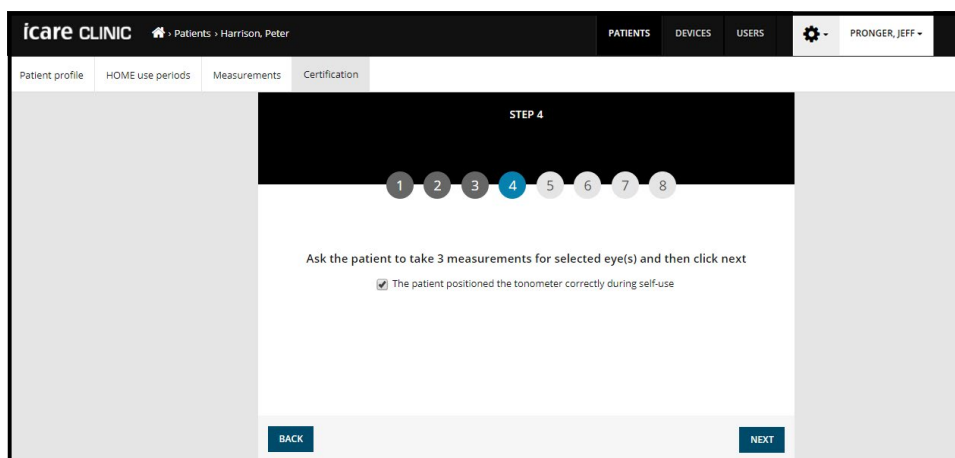 icare CLINIC › Patients › Harrison, Peter PATIENTS DEVICES USERS PRONGER, JEFF
Patient profile HOME use periods Measurements Certification
STEP 4
1 2 3 4 5 6 7 8
Ask the patient to take 3 measurements for selected eye(s) and then click next
The patient positioned the tonometer correctly during self-use
BACK NEXT